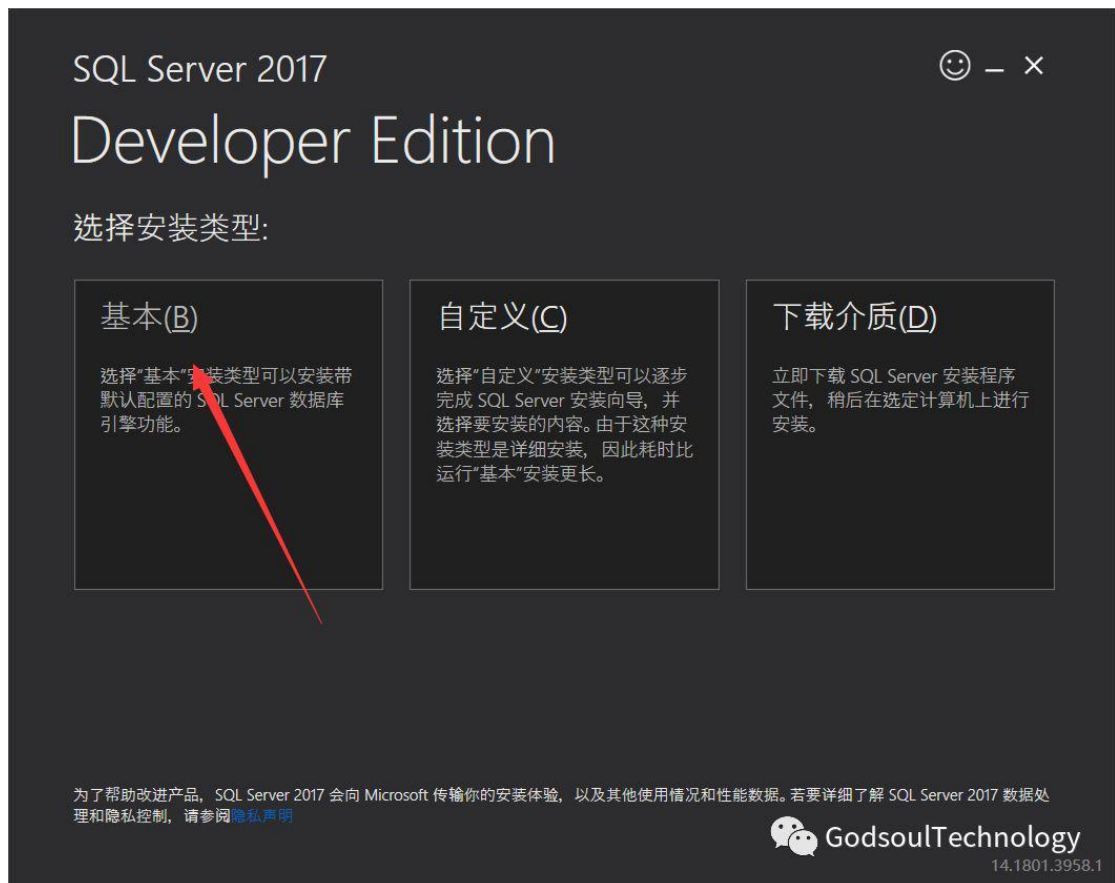 SQL Server 2017
Developer Edition
选择安装类型:
基本(B)
选择"基本"安装类型可以安装带
默认配置的 SQL Server 数据库
引擎功能。
自定义(C)
选择"自定义"安装类型可以逐步
完成 SQL Server 安装向导，并
选择要安装的内容。由于这种安
装类型是详细安装，因此耗时比
运行"基本"安装更长。
下载介质(D)
立即下载 SQL Server 安装程序
文件，稍后在选定计算机上进行
安装。
为了帮助改进产品，SQL Server 2017 会向 Microsoft 传输你的安装体验，以及其他使用情况和性能数据。若要详细了解 SQL Server 2017 数据处
理和隐私控制，请参阅隐私声明
GodsoulTechnology
14.1801.3958.1